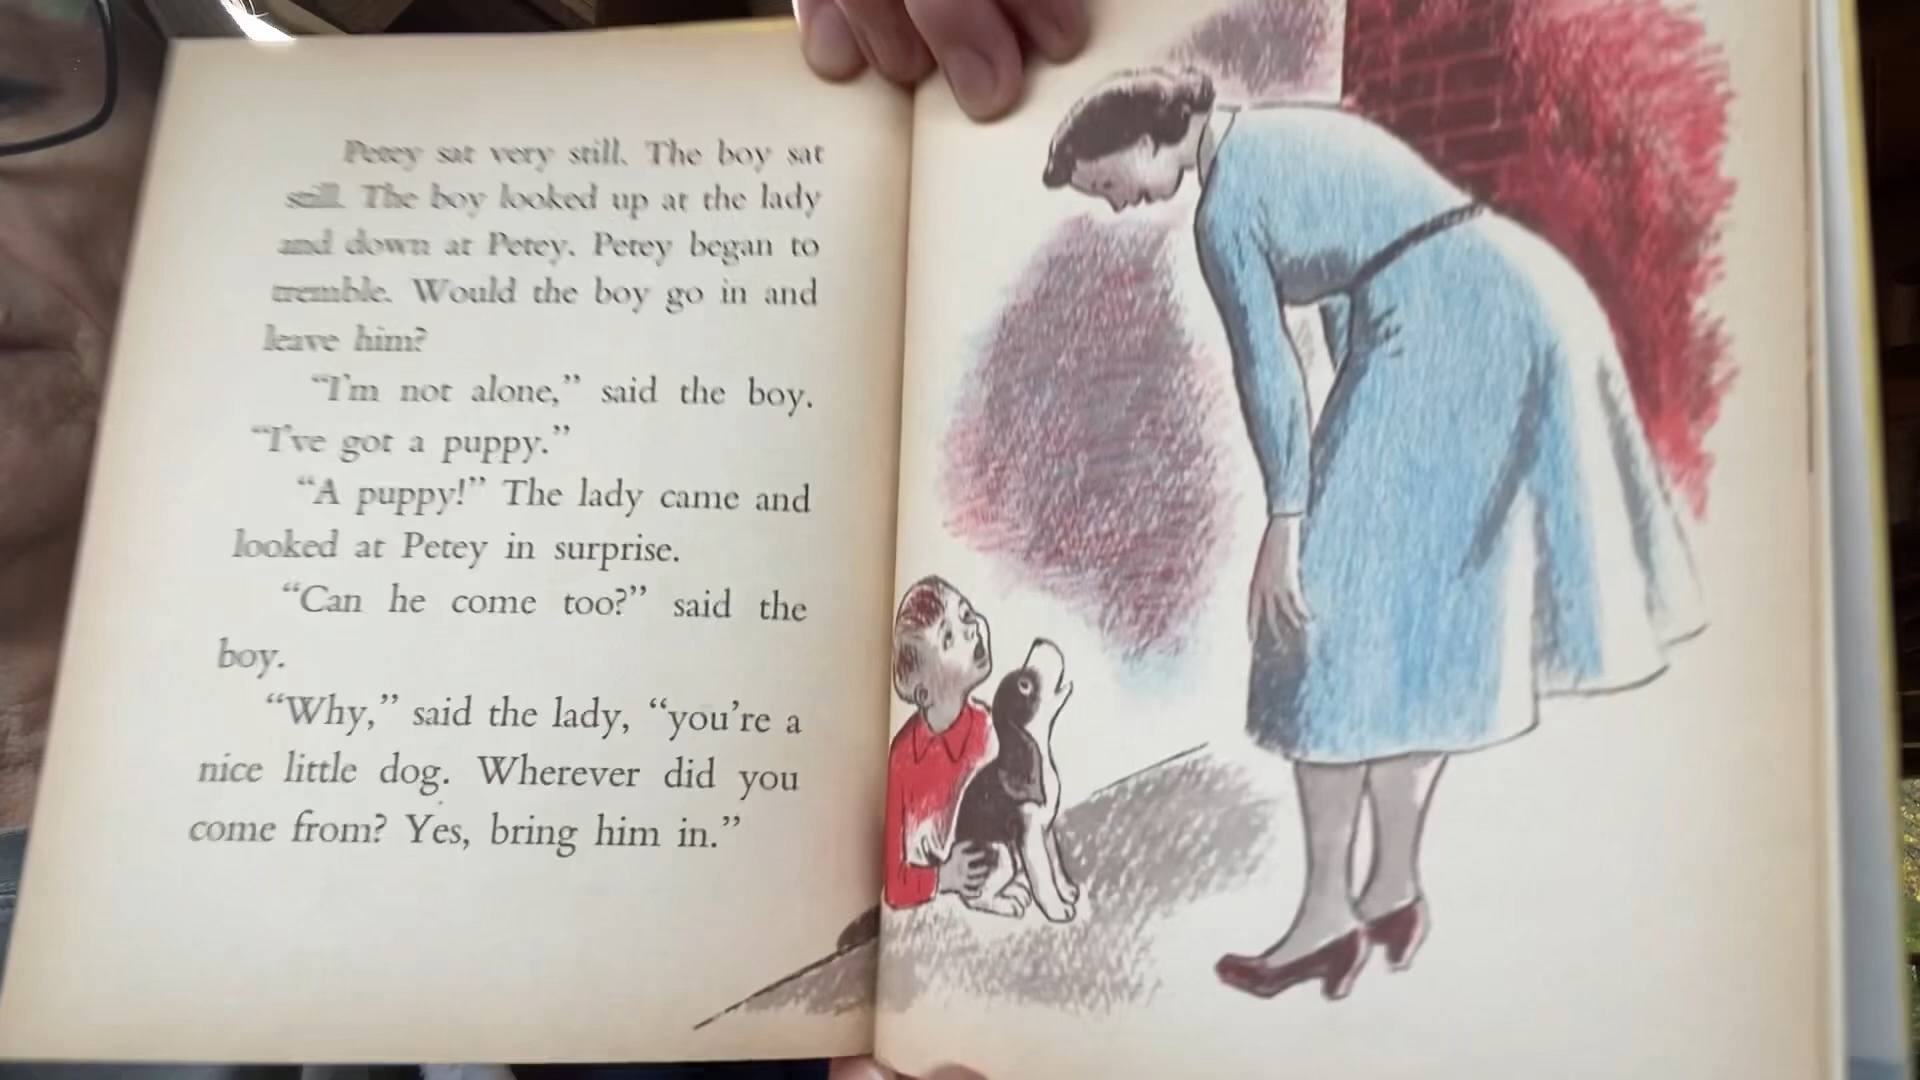 Petey sat very still. The boy sat
still. The boy looked up at the lady
and down at Petey. Petey began to
tremble. Would the boy go in and
leave him?
“I’m not alone,” said the boy.
“I’ve got a puppy.”
“A puppy!” The lady came and
looked at Petey in surprise.
“Can he come too?” said the
boy.
“Why,” said the lady, “you’re a
nice little dog. Wherever did you
come from? Yes, bring him in.”